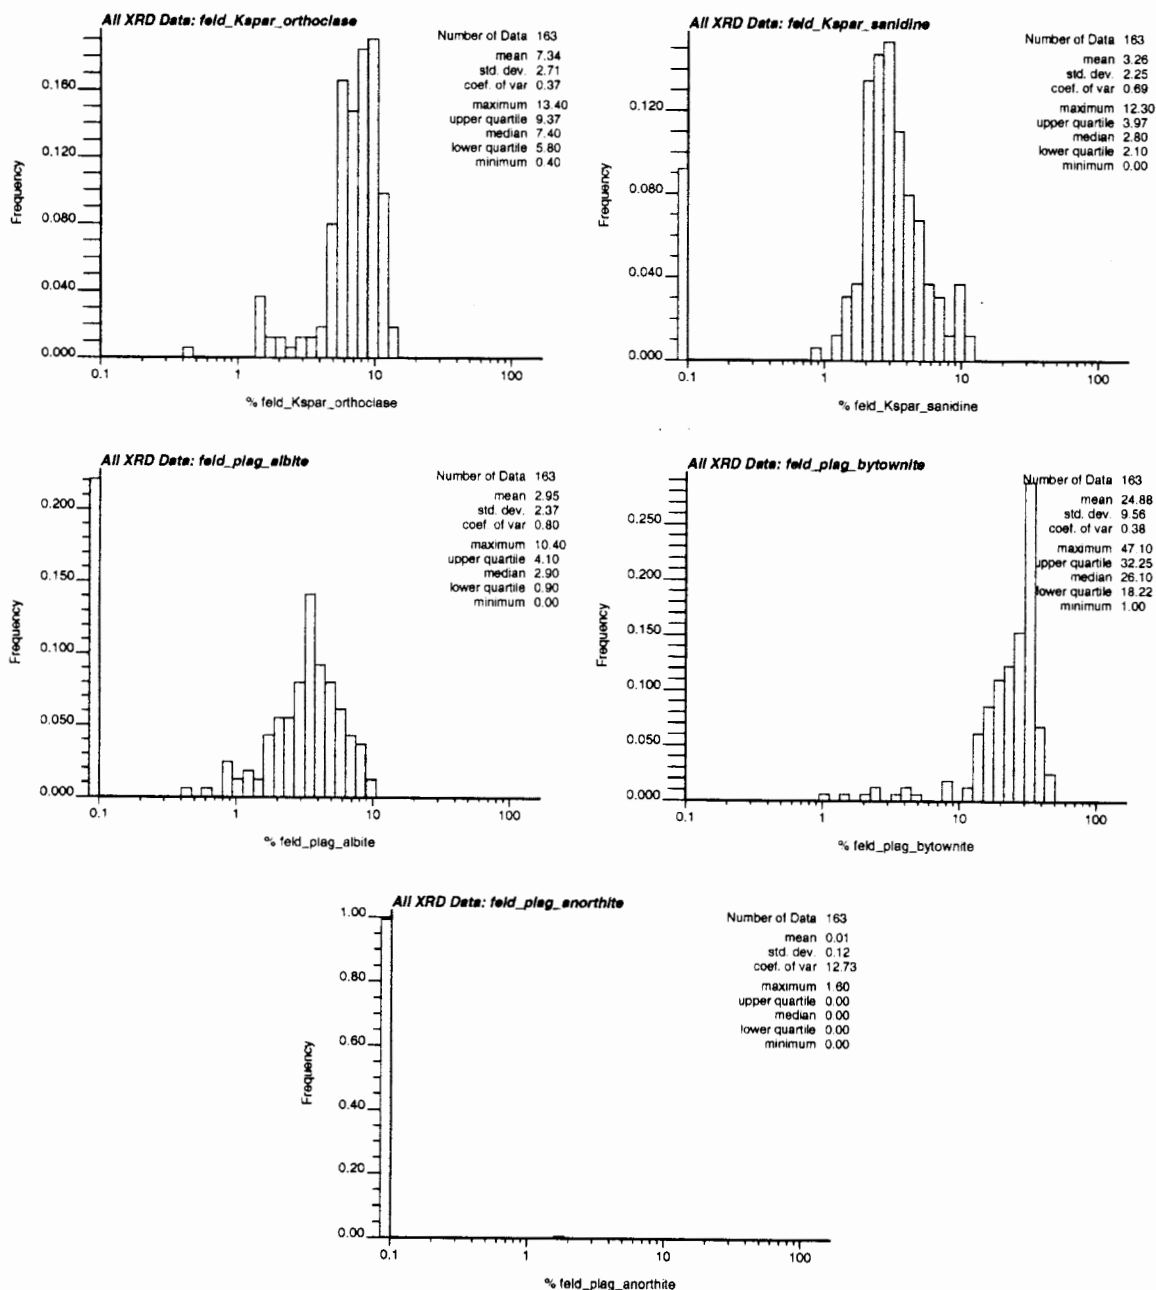 All XRD Data: feld_Kspar_orthoclase
Number of Data 163
mean 7.34
std. dev. 2.71
coef. of var 0.37
maximum 13.40
upper quartile 9.37
median 7.40
lower quartile 5.80
minimum 0.40
Frequency
0.160
0.120
0.080
0.040
0.000
0.1 1 10 100
% feld_Kspar_orthoclase
All XRD Data: feld_Kspar_sanidine
Number of Data 163
mean 3.26
std. dev. 2.25
coef. of var 0.69
maximum 12.30
upper quartile 3.97
median 2.80
lower quartile 2.10
minimum 0.00
Frequency
0.120
0.080
0.040
0.000
0.1 1 10 100
% feld_Kspar_sanidine
All XRD Data: feld_plag_albite
Number of Data 163
mean 2.95
std. dev. 2.37
coef. of var 0.80
maximum 10.40
upper quartile 4.10
median 2.90
lower quartile 0.90
minimum 0.00
Frequency
0.200
0.150
0.100
0.050
0.000
0.1 1 10 100
% feld_plag_albite
All XRD Data: feld_plag_bytownite
Number of Data 163
mean 24.88
std. dev. 9.56
coef. of var 0.38
maximum 47.10
upper quartile 32.25
median 26.10
lower quartile 18.22
minimum 1.00
Frequency
0.250
0.200
0.150
0.100
0.050
0.000
0.1 1 10 100
% feld_plag_bytownite
All XRD Data: feld_plag_anorthite
Number of Data 163
mean 0.01
std. dev. 0.12
coef. of var 12.73
maximum 1.60
upper quartile 0.00
median 0.00
lower quartile 0.00
minimum 0.00
Frequency
1.00
0.80
0.60
0.40
0.20
0.00
0.1 1 10 100
% feld_plag_anorthite